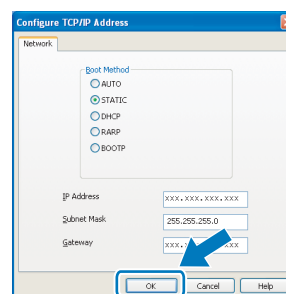 Configure TCP/IP Address
Network
Boot Method
AUTO
STATIC
DHCP
RARP
BOOTP
IP Address xxx.xxx.xxx.xxx
Subnet Mask 255.255.255.0
Gateway
OK Cancel Help